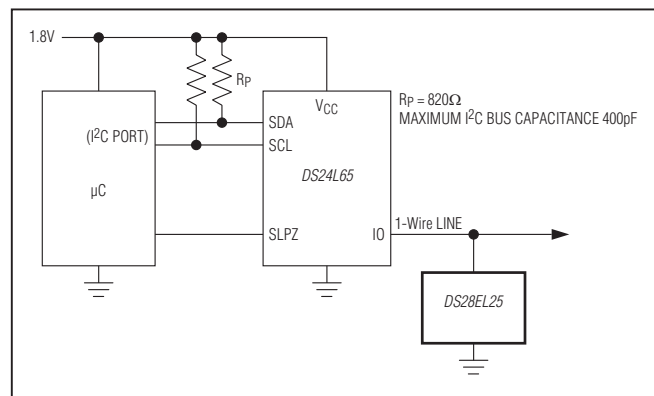 1.8V
RP
VCC
RP = 820Ω
MAXIMUM I²C BUS CAPACITANCE 400pF
(I²C PORT)
SDA
SCL
DS24L65
µC
SLPZ
IO
1-Wire LINE
DS28EL25